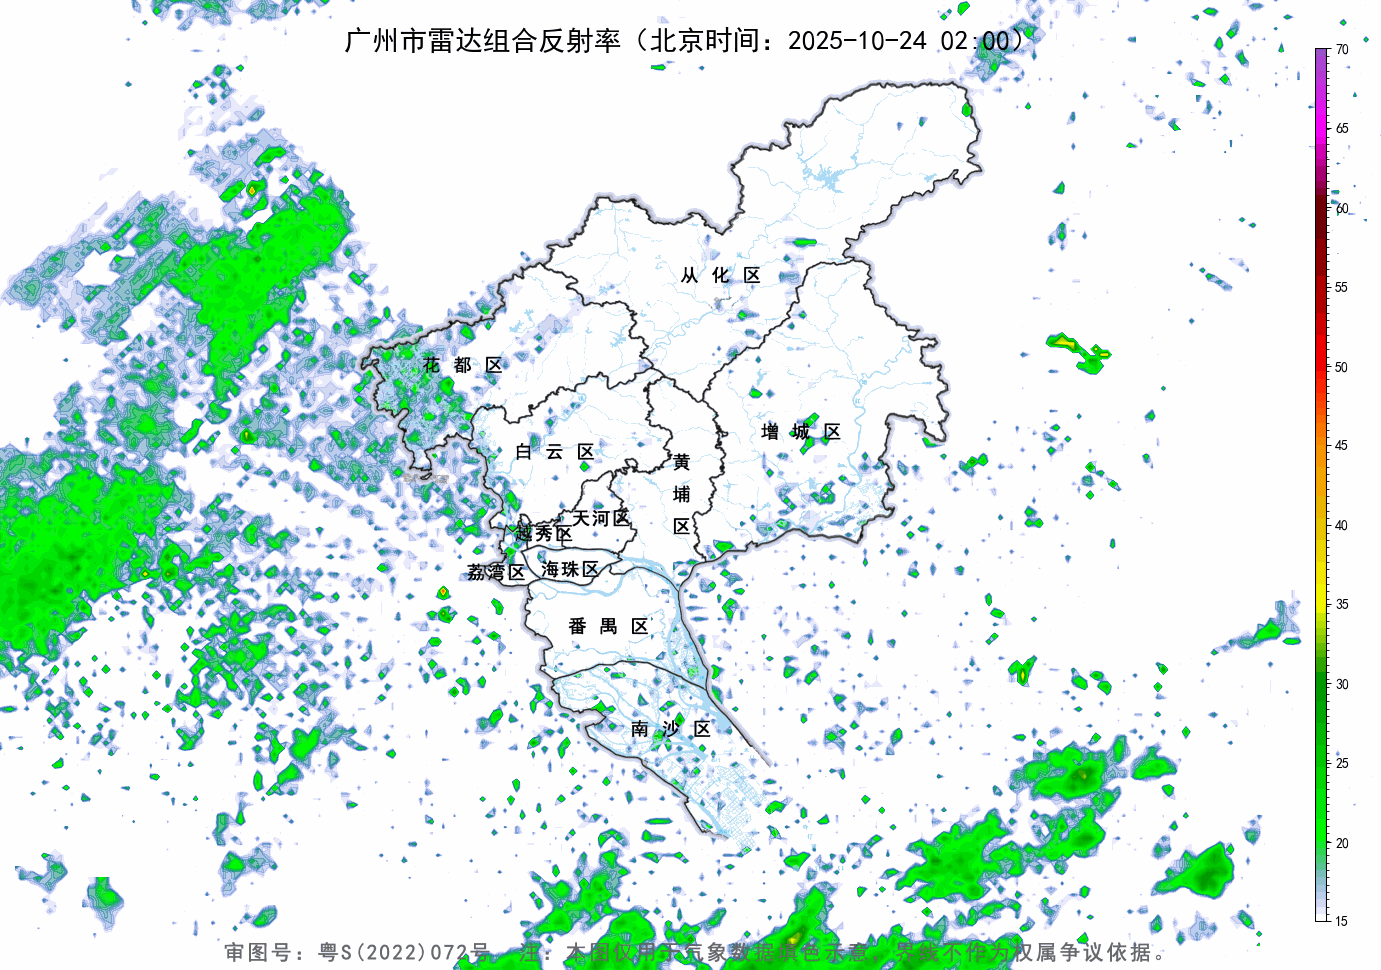 广州市雷达组合反射率（北京时间：2025-10-24 02:00）
70
65
60
55
50
45
40
35
30
25
20
15
从化区
花都区
增城区
白云区
黄埔区
天河区
越秀区
荔湾区
海珠区
番禺区
南沙区
审图号：粤S(2022)072号　注：本图仅用于气象数据填色示意，界线不作为权属争议依据。